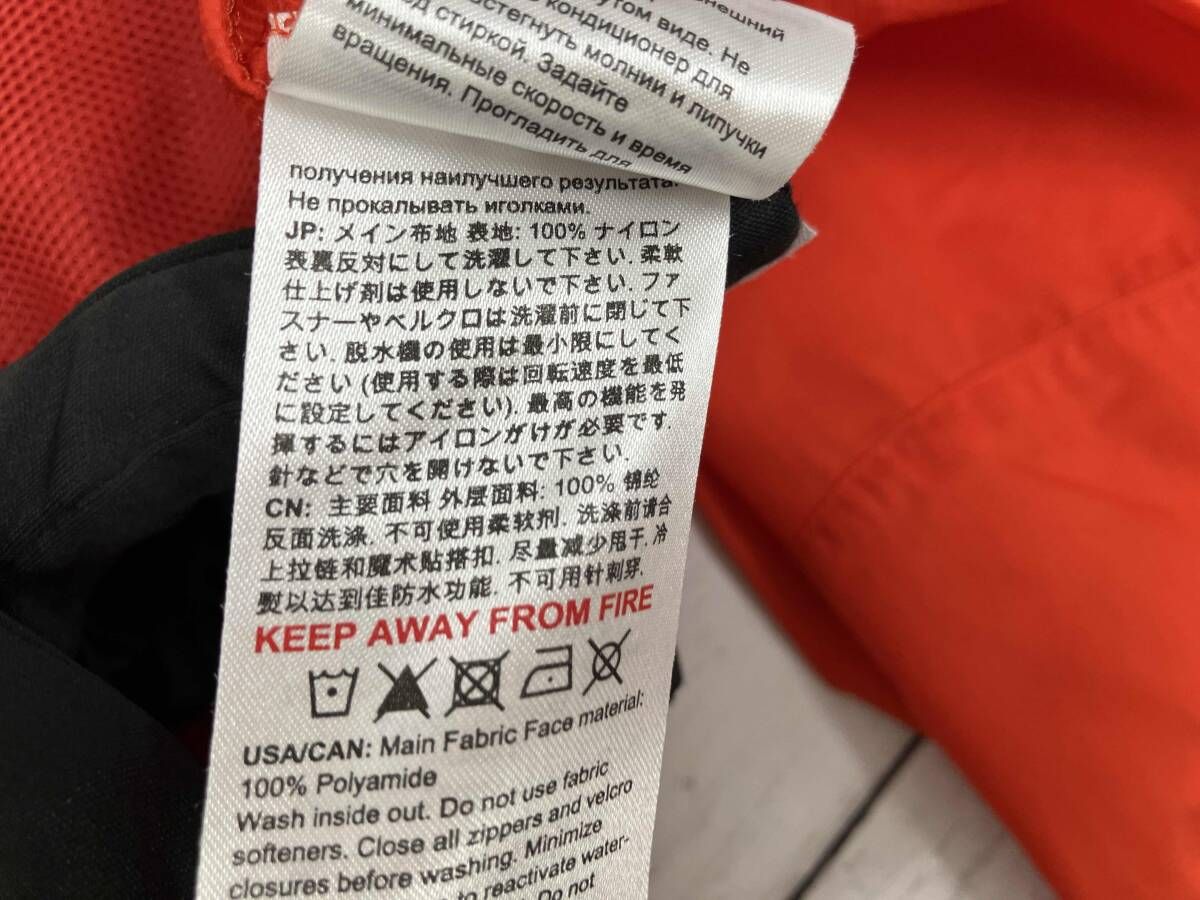 внешний
утом виде. Не
кондиционер для
стегнуть молнии и липучки
стиркой. Задайте
минимальные скорость и время
вращения. Прогладить для
получения наилучшего результата.
Не прокалывать иголками.
JP: メイン布地 表地: 100% ナイロン
表裏反対にして洗濯して下さい. 柔軟
仕上げ剤は使用しないで下さい. ファ
スナーやベルクロは洗濯前に閉じて下
さい. 脱水機の使用は最小限にしてく
ださい (使用する際は回転速度を最低
に設定してください). 最高の機能を発
揮するにはアイロンがけが必要です.
針などで穴を開けないで下さい.
CN: 主要面料 外层面料: 100% 锦纶
反面洗涤. 不可使用柔软剂. 洗涤前请合
上拉链和魔术贴搭扣. 尽量减少甩干. 冷
熨以达到佳防水功能. 不可用针刺穿.
KEEP AWAY FROM FIRE
USA/CAN: Main Fabric Face material:
100% Polyamide
Wash inside out. Do not use fabric
softeners. Close all zippers and velcro
closures before washing. Minimize
to reactivate water-
Do not